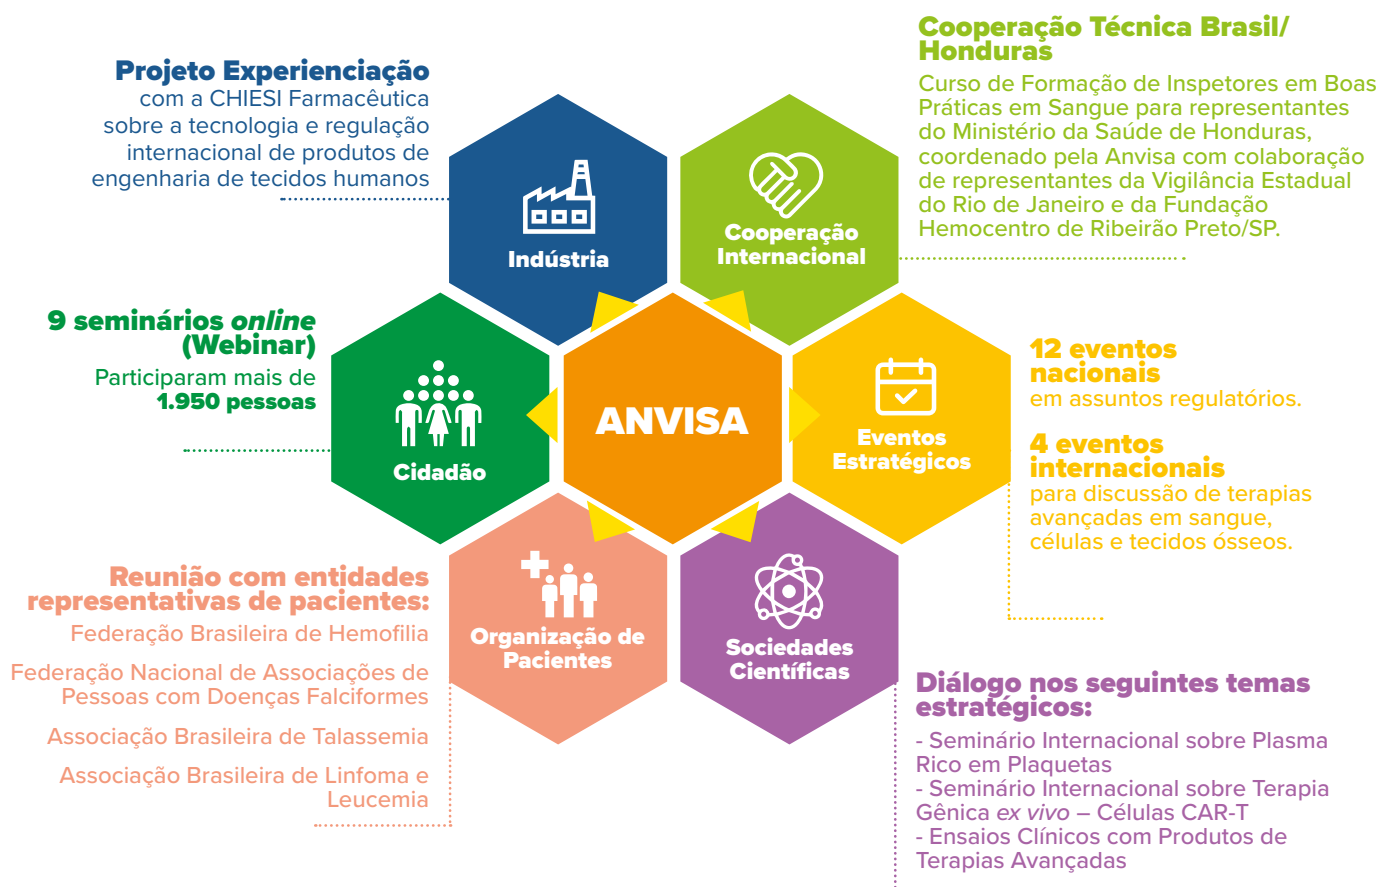 Projeto Experienciação
com a CHIESI Farmacêutica
sobre a tecnologia e regulação
internacional de produtos de
engenharia de tecidos humanos
Indústria
Cooperação Técnica Brasil/
Honduras
Curso de Formação de Inspetores em Boas
Práticas em Sangue para representantes
do Ministério da Saúde de Honduras,
coordenado pela Anvisa com colaboração
de representantes da Vigilância Estadual
do Rio de Janeiro e da Fundação
Hemocentro de Ribeirão Preto/SP.
Cooperação
Internacional
9 seminários online
(Webinar)
Participaram mais de
1.950 pessoas
Cidadão
ANVISA
Eventos
Estratégicos
12 eventos
nacionais
em assuntos regulatórios.
4 eventos
internacionais
para discussão de terapias
avançadas em sangue,
células e tecidos ósseos.
Reunião com entidades
representativas de pacientes:
Federação Brasileira de Hemofilia
Federação Nacional de Associações de
Pessoas com Doenças Falciformes
Associação Brasileira de Talassemia
Associação Brasileira de Linfoma e
Leucemia
Organização de
Pacientes
Sociedades
Científicas
Diálogo nos seguintes temas
estratégicos:
- Seminário Internacional sobre Plasma
Rico em Plaquetas
- Seminário Internacional sobre Terapia
Gênica ex vivo – Células CAR-T
- Ensaios Clínicos com Produtos de
Terapias Avançadas